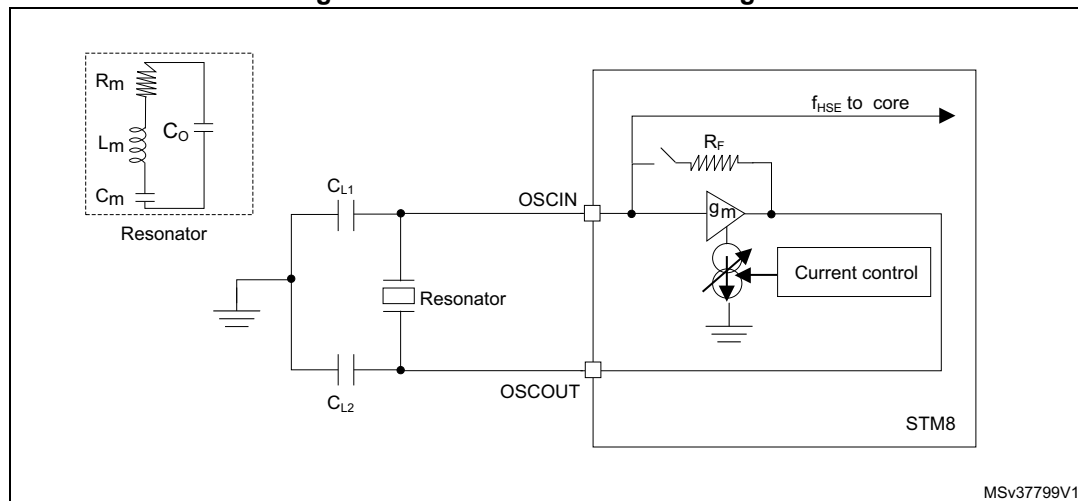 Rm
Lm
Cm
CO
Resonator
CL1
CL2
Resonator
OSCIN
OSCOUT
fHSE to core
RF
gm
Current control
STM8
MSv37799V1